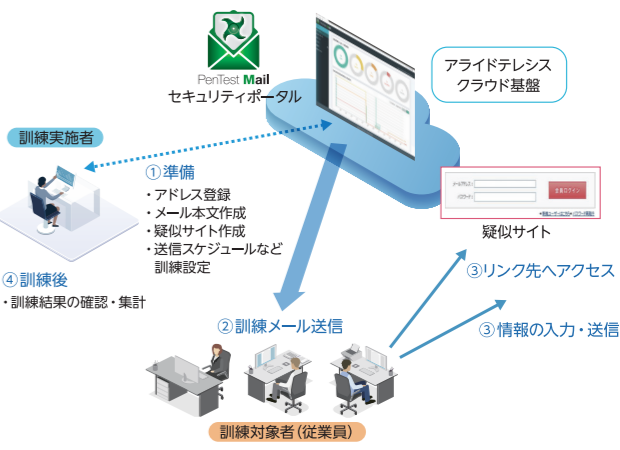 PenTest Mail
セキュリティポータル
アライドテレシス
クラウド基盤
訓練実施者
①準備
・アドレス登録
・メール本文作成
・疑似サイト作成
・送信スケジュールなど
訓練設定
疑似サイト
④訓練後
・訓練結果の確認・集計
③リンク先へアクセス
②訓練メール送信
③情報の入力・送信
訓練対象者(従業員)